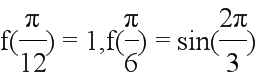 f(π/12) = 1,f(π/6) = sin(2π/3)